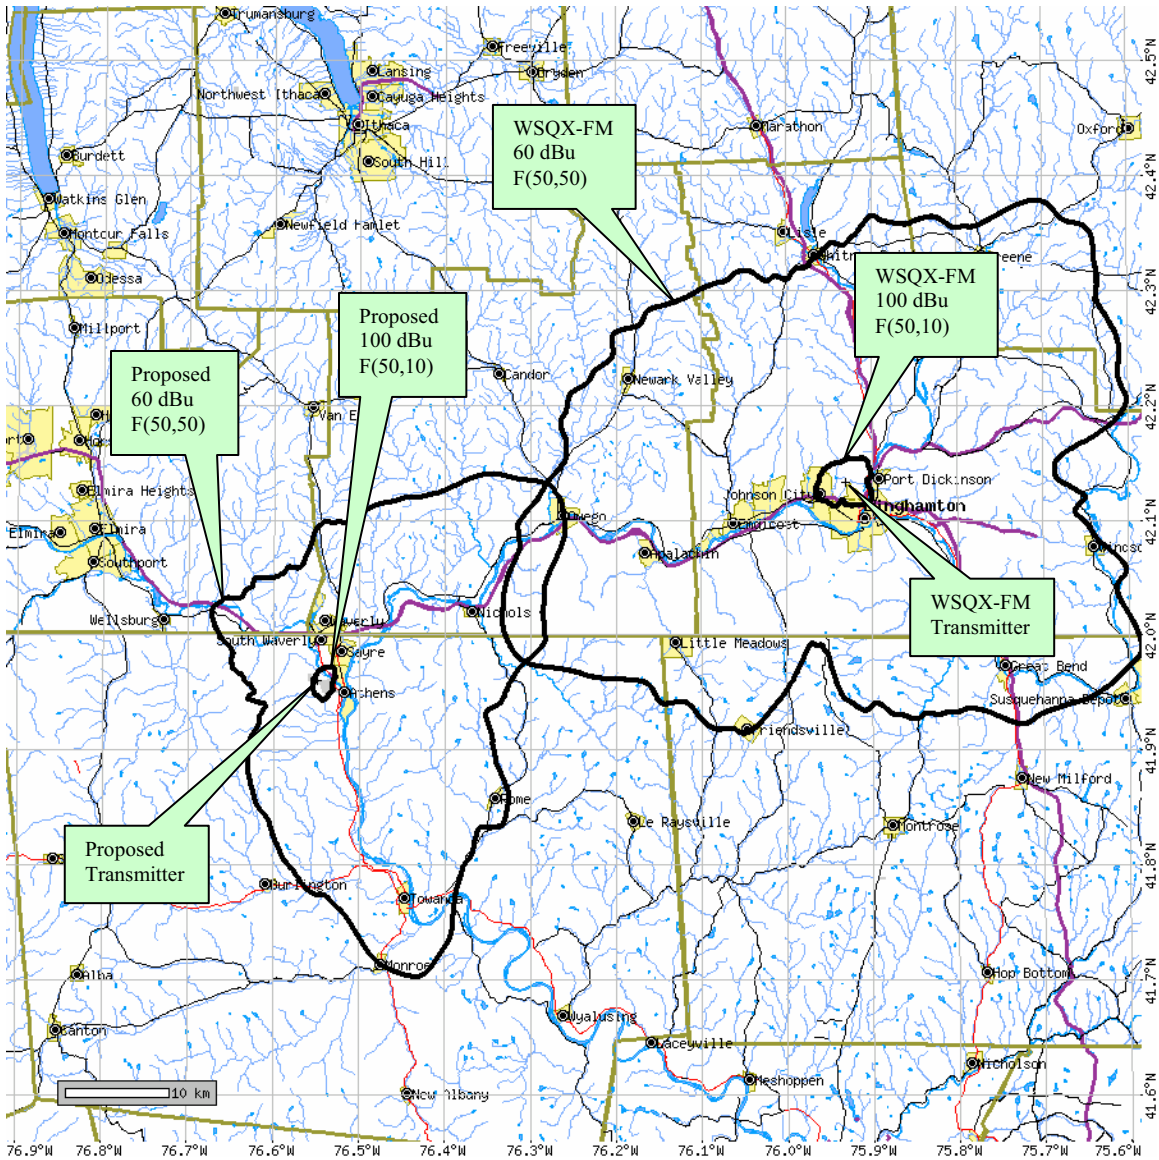 Trumansburg
Freeville
Dryden
Lansing
Northwest Ithaca
Cayuga Heights
Ithaca
South Hill
Marathon
Oxford
Burdett
Watkins Glen
Newfield Hamlet
Montour Falls
Odessa
Millport
Lisle
Whitn
eene
WSQX-FM
60 dBu
F(50,50)
WSQX-FM
100 dBu
F(50,10)
Proposed
100 dBu
F(50,10)
Proposed
60 dBu
F(50,50)
Candor
Newark Valley
Van E
H
Hor
ort
Elmira Heights
Elmira
Elmira
Southport
Wellsburg
Owego
Johnson City
Port Dickinson
Binghamton
Endicott
Apalachin
Windso
Nichols
Waverly
South Waverly
Sayre
Athens
Little Meadows
WSQX-FM
Transmitter
Great Bend
Susquehanna Depot
Friendsville
New Milford
Rome
Le Raysville
Montrose
Proposed
Transmitter
S
Burlington
Towanda
Monroe
Alba
Canton
Hop Bottom
Wyalusing
Laceyville
Meshoppen
Nicholson
New Albany
10 km
42.5°N
42.4°N
42.3°N
42.2°N
42.1°N
42.0°N
41.9°N
41.8°N
41.7°N
41.6°N
76.9°W
76.8°W
76.7°W
76.6°W
76.5°W
76.4°W
76.3°W
76.2°W
76.1°W
76.0°W
75.9°W
75.8°W
75.7°W
75.6°W